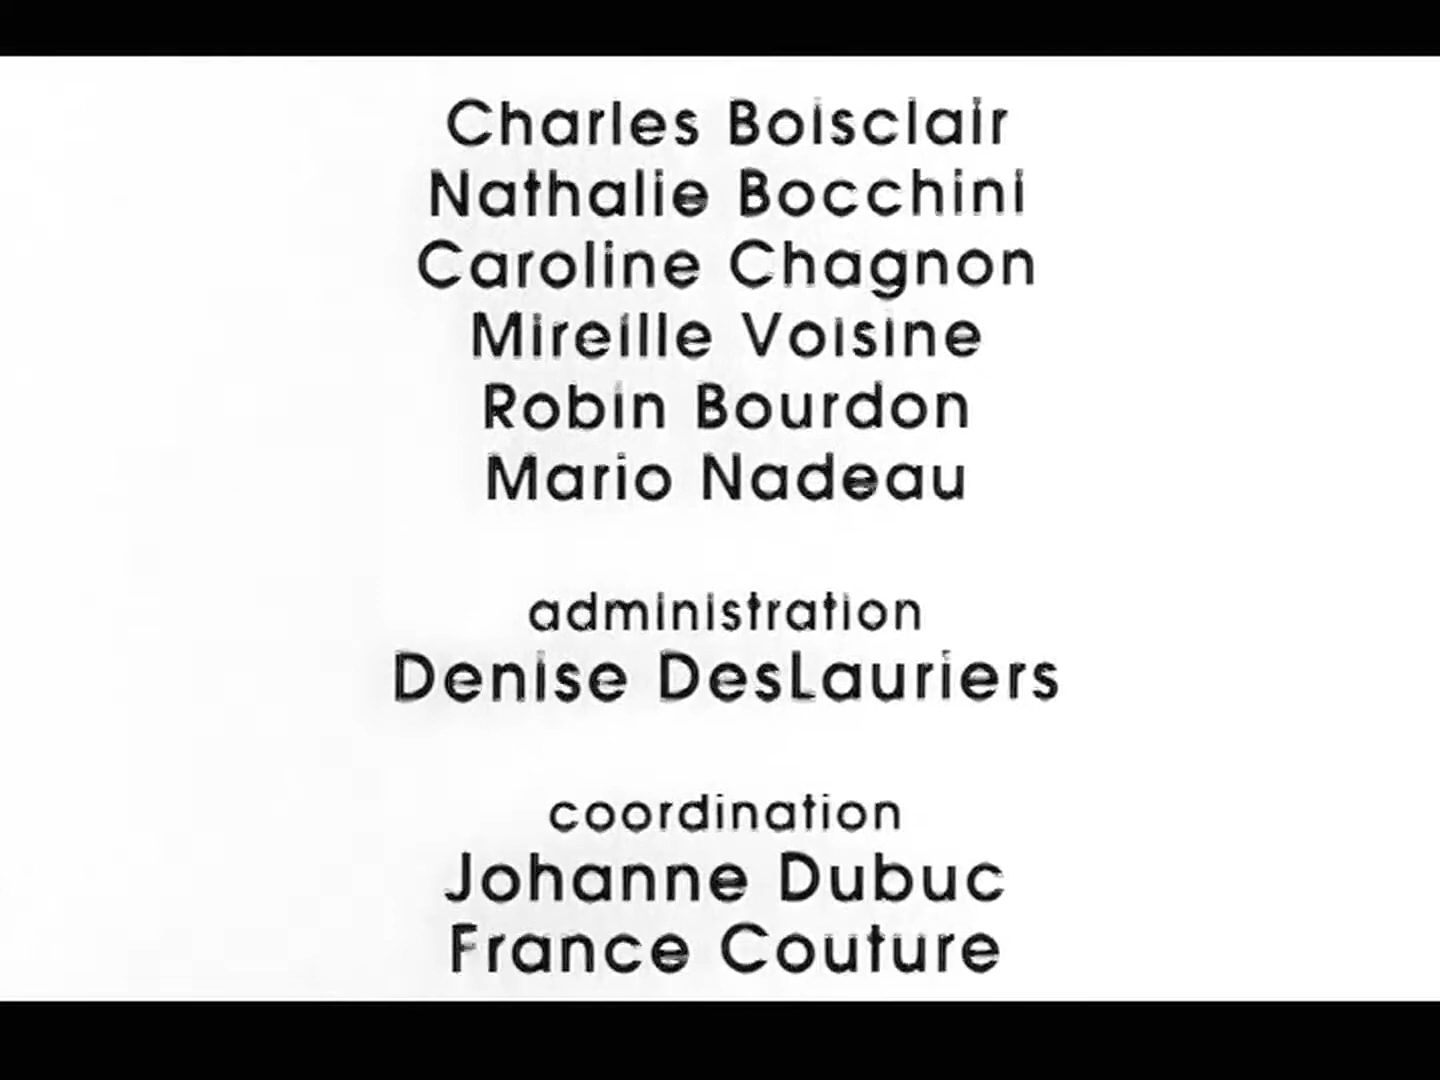 Charles Boisclair
Nathalie Bocchini
Caroline Chagnon
Mireille Voisine
Robin Bourdon
Mario Nadeau
administration
Denise DesLauriers
coordination
Johanne Dubuc
France Couture